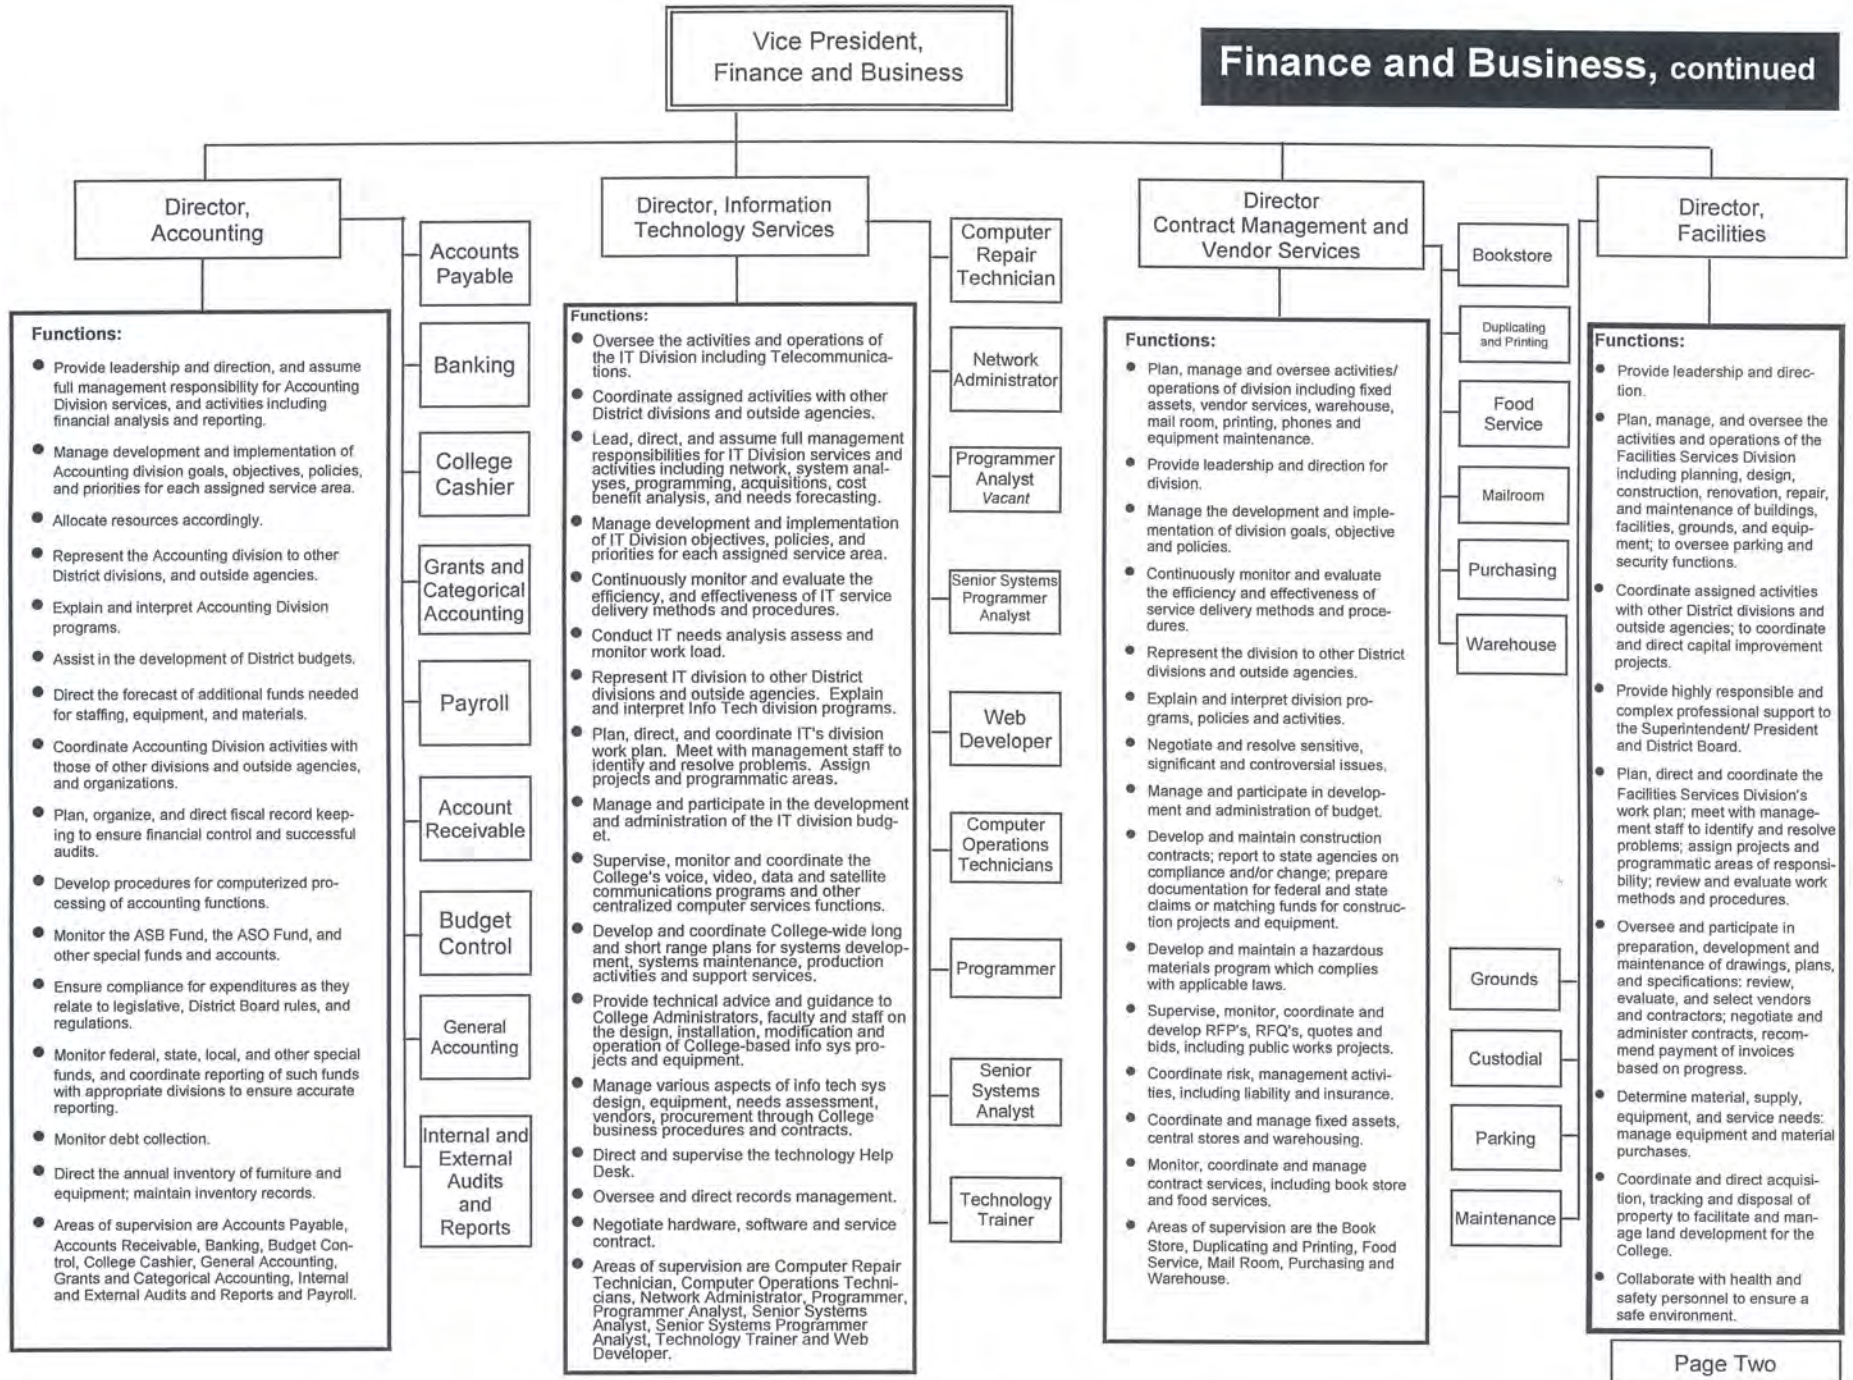 Vice President,
Finance and Business
Finance and Business, continued
Director,
Accounting
Functions:
● Provide leadership and direction, and assume
full management responsibility for Accounting
Division services, and activities including
financial analysis and reporting.
● Manage development and implementation of
Accounting division goals, objectives, policies,
and priorities for each assigned service area.
● Allocate resources accordingly.
● Represent the Accounting division to other
District divisions, and outside agencies.
● Explain and interpret Accounting Division
programs.
● Assist in the development of District budgets.
● Direct the forecast of additional funds needed
for staffing, equipment, and materials.
● Coordinate Accounting Division activities with
those of other divisions and outside agencies,
and organizations.
● Plan, organize, and direct fiscal record keep-
ing to ensure financial control and successful
audits.
● Develop procedures for computerized pro-
cessing of accounting functions.
● Monitor the ASB Fund, the ASO Fund, and
other special funds and accounts.
● Ensure compliance for expenditures as they
relate to legislative, District Board rules, and
regulations.
● Monitor federal, state, local, and other special
funds, and coordinate reporting of such funds
with appropriate divisions to ensure accurate
reporting.
● Monitor debt collection.
● Direct the annual inventory of furniture and
equipment; maintain inventory records.
● Areas of supervision are Accounts Payable,
Accounts Receivable, Banking, Budget Con-
trol, College Cashier, General Accounting,
Grants and Categorical Accounting, Internal
and External Audits and Reports and Payroll.
Accounts
Payable
Banking
College
Cashier
Grants and
Categorical
Accounting
Payroll
Account
Receivable
Budget
Control
General
Accounting
Internal and
External
Audits
and
Reports
Director, Information
Technology Services
Functions:
● Oversee the activities and operations of
the IT Division including Telecommunica-
tions.
● Coordinate assigned activities with other
District divisions and outside agencies.
● Lead, direct, and assume full management
responsibilities for IT Division services and
activities including network, system anal-
yses, programming, acquisitions, cost
benefit analysis, and needs forecasting.
● Manage development and implementation
of IT Division objectives, policies, and
priorities for each assigned service area.
● Continuously monitor and evaluate the
efficiency, and effectiveness of IT service
delivery methods and procedures.
● Conduct IT needs analysis assess and
monitor work load.
● Represent IT division to other District
divisions and outside agencies. Explain
and interpret Info Tech division programs.
● Plan, direct, and coordinate IT's division
work plan. Meet with management staff to
identify and resolve problems. Assign
projects and programmatic areas.
● Manage and participate in the development
and administration of the IT division budg-
et.
● Supervise, monitor and coordinate the
College's voice, video, data and satellite
communications programs and other
centralized computer services functions.
● Develop and coordinate College-wide long
and short range plans for systems develop-
ment, systems maintenance, production
activities and support services.
● Provide technical advice and guidance to
College Administrators, faculty and staff on
the design, installation, modification and
operation of College-based info sys pro-
jects and equipment.
● Manage various aspects of info tech sys
design, equipment, needs assessment,
vendors, procurement through College
business procedures and contracts.
● Direct and supervise the technology Help
Desk.
● Oversee and direct records management.
● Negotiate hardware, software and service
contract.
● Areas of supervision are Computer Repair
Technician, Computer Operations Techni-
cians, Network Administrator, Programmer,
Programmer Analyst, Senior Systems
Analyst, Senior Systems Programmer
Analyst, Technology Trainer and Web
Developer.
Computer
Repair
Technician
Network
Administrator
Programmer
Analyst
Vacant
Senior Systems
Programmer
Analyst
Web
Developer
Computer
Operations
Technicians
Programmer
Senior
Systems
Analyst
Technology
Trainer
Director
Contract Management and
Vendor Services
Functions:
● Plan, manage and oversee activities/
operations of division including fixed
assets, vendor services, warehouse,
mail room, printing, phones and
equipment maintenance.
● Provide leadership and direction for
division.
● Manage the development and imple-
mentation of division goals, objective
and policies.
● Continuously monitor and evaluate
the efficiency and effectiveness of
service delivery methods and proce-
dures.
● Represent the division to other District
divisions and outside agencies.
● Explain and interpret division pro-
grams, policies and activities.
● Negotiate and resolve sensitive,
significant and controversial issues.
● Manage and participate in develop-
ment and administration of budget.
● Develop and maintain construction
contracts; report to state agencies on
compliance and/or change; prepare
documentation for federal and state
claims or matching funds for construc-
tion projects and equipment.
● Develop and maintain a hazardous
materials program which complies
with applicable laws.
● Supervise, monitor, coordinate and
develop RFP's, RFQ's, quotes and
bids, including public works projects.
● Coordinate risk, management activi-
ties, including liability and insurance.
● Coordinate and manage fixed assets,
central stores and warehousing.
● Monitor, coordinate and manage
contract services, including book store
and food services.
● Areas of supervision are the Book
Store, Duplicating and Printing, Food
Service, Mail Room, Purchasing and
Warehouse.
Bookstore
Duplicating
and Printing
Food
Service
Mailroom
Purchasing
Warehouse
Director,
Facilities
Grounds
Custodial
Parking
Maintenance
Functions:
● Provide leadership and direc-
tion.
● Plan, manage, and oversee the
activities and operations of the
Facilities Services Division
including planning, design,
construction, renovation, repair,
and maintenance of buildings,
facilities, grounds, and equip-
ment; to oversee parking and
security functions.
● Coordinate assigned activities
with other District divisions and
outside agencies; to coordinate
and direct capital improvement
projects.
● Provide highly responsible and
complex professional support to
the Superintendent/ President
and District Board.
● Plan, direct and coordinate the
Facilities Services Division's
work plan; meet with manage-
ment staff to identify and resolve
problems; assign projects and
programmatic areas of responsi-
bility; review and evaluate work
methods and procedures.
● Oversee and participate in
preparation, development and
maintenance of drawings, plans,
and specifications: review,
evaluate, and select vendors
and contractors; negotiate and
administer contracts, recom-
mend payment of invoices
based on progress.
● Determine material, supply,
equipment, and service needs:
manage equipment and material
purchases.
● Coordinate and direct acquisi-
tion, tracking and disposal of
property to facilitate and man-
age land development for the
College.
● Collaborate with health and
safety personnel to ensure a
safe environment.
Page Two